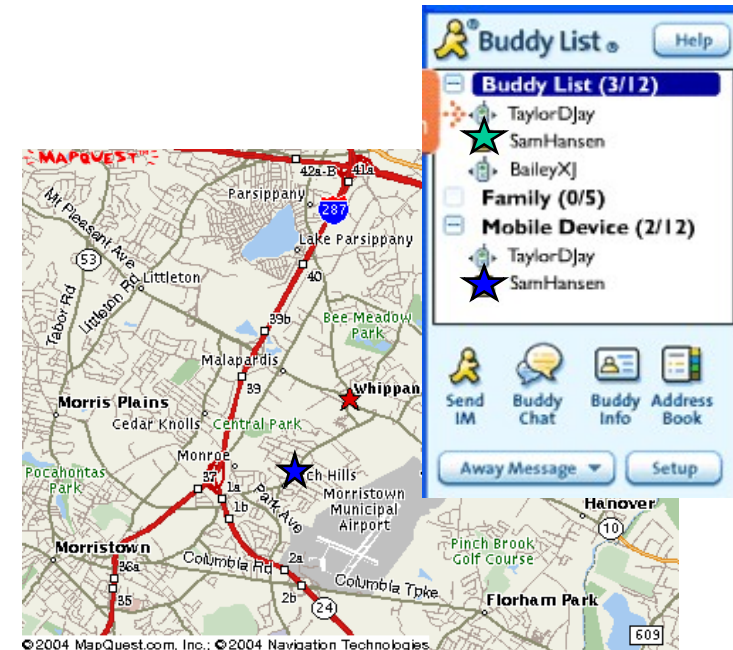 Buddy List ®
Help
Buddy List (3/12)
TaylorDJay
SamHansen
BaileyXJ
Family (0/5)
Mobile Device (2/12)
TaylorDJay
SamHansen
Send IM
Buddy Chat
Buddy Info
Address Book
Away Message
Setup
MAPQUEST
42a-B
41a
Parsippany
287
Mt Pleasant Ave
Lake Parsippany
53
40
Littleton
Littleton Rd
Tabor Rd
39b
Bee Meadow
Park
Malapardis
39
Whippan
Morris Plains
Cedar Knolls
Central Park
Monroe
Pocahontas
Park
37
1a
ch Hills
1b
Park Ave
Morristown
Municipal
Airport
Hanover
10
Morristown
Columbia Rd
2a
Pinch Brook
Golf Course
36a
Columbia Tpke
35
2b
24
Florham Park
609
©2004 MapQuest.com, Inc.; ©2004 Navigation Technologies